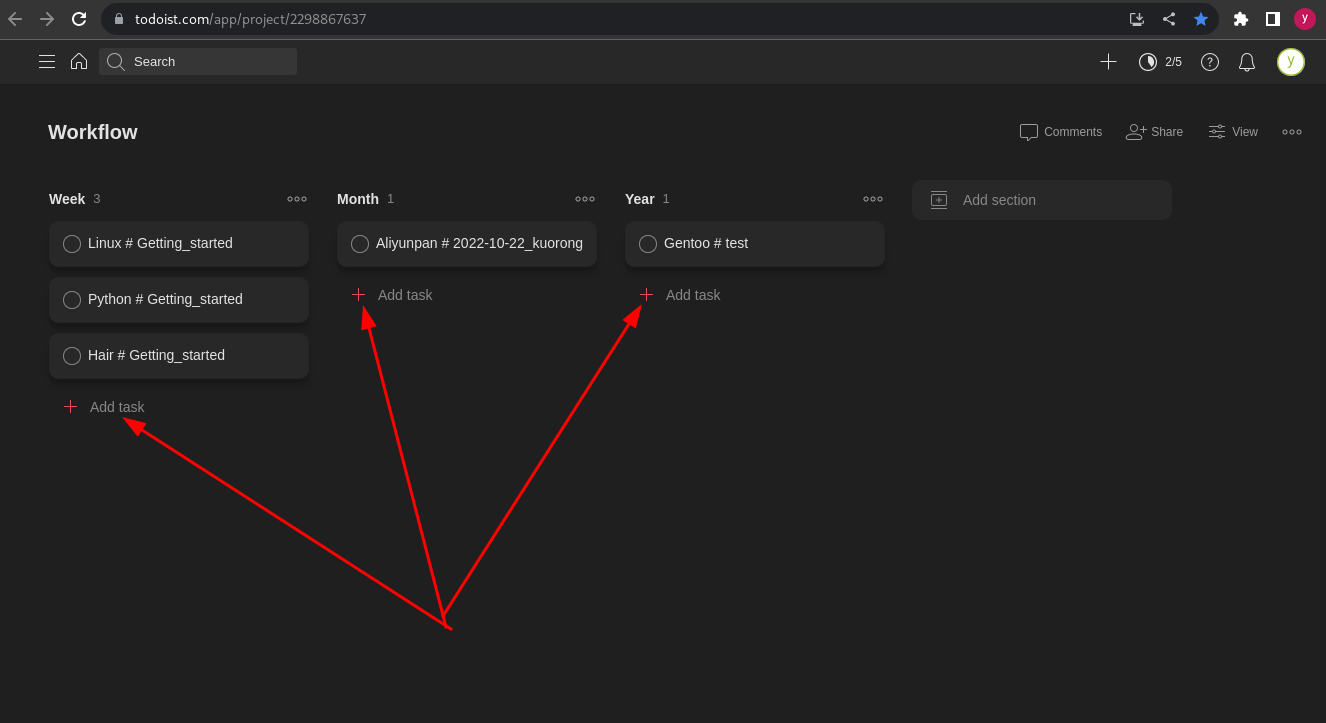 todoist.com/app/project/2298867637
y
Search
2/5
y
Workflow
Comments
Share
View
Week 3
Linux # Getting_started
Python # Getting_started
Hair # Getting_started
Add task
Month 1
Aliyunpan # 2022-10-22_kuorong
Add task
Year 1
Gentoo # test
Add task
Add section